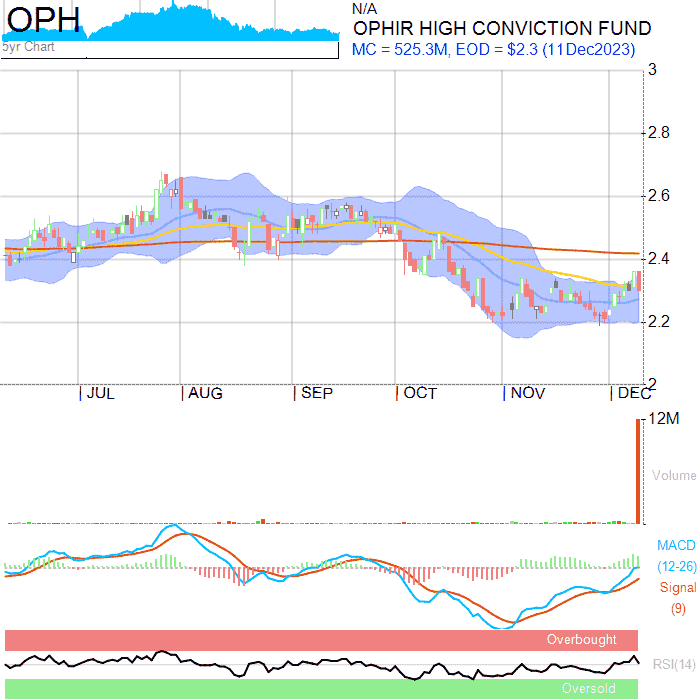 OPH
5yr Chart
N/A
OPHIR HIGH CONVICTION FUND
MC = 525.3M, EOD = $2.3 (11Dec2023)
3
2.8
2.6
2.4
2.2
2
JUL AUG SEP OCT NOV DEC
12M
Volume
MACD
(12-26)
Signal
(9)
Overbought
RSI(14)
Oversold